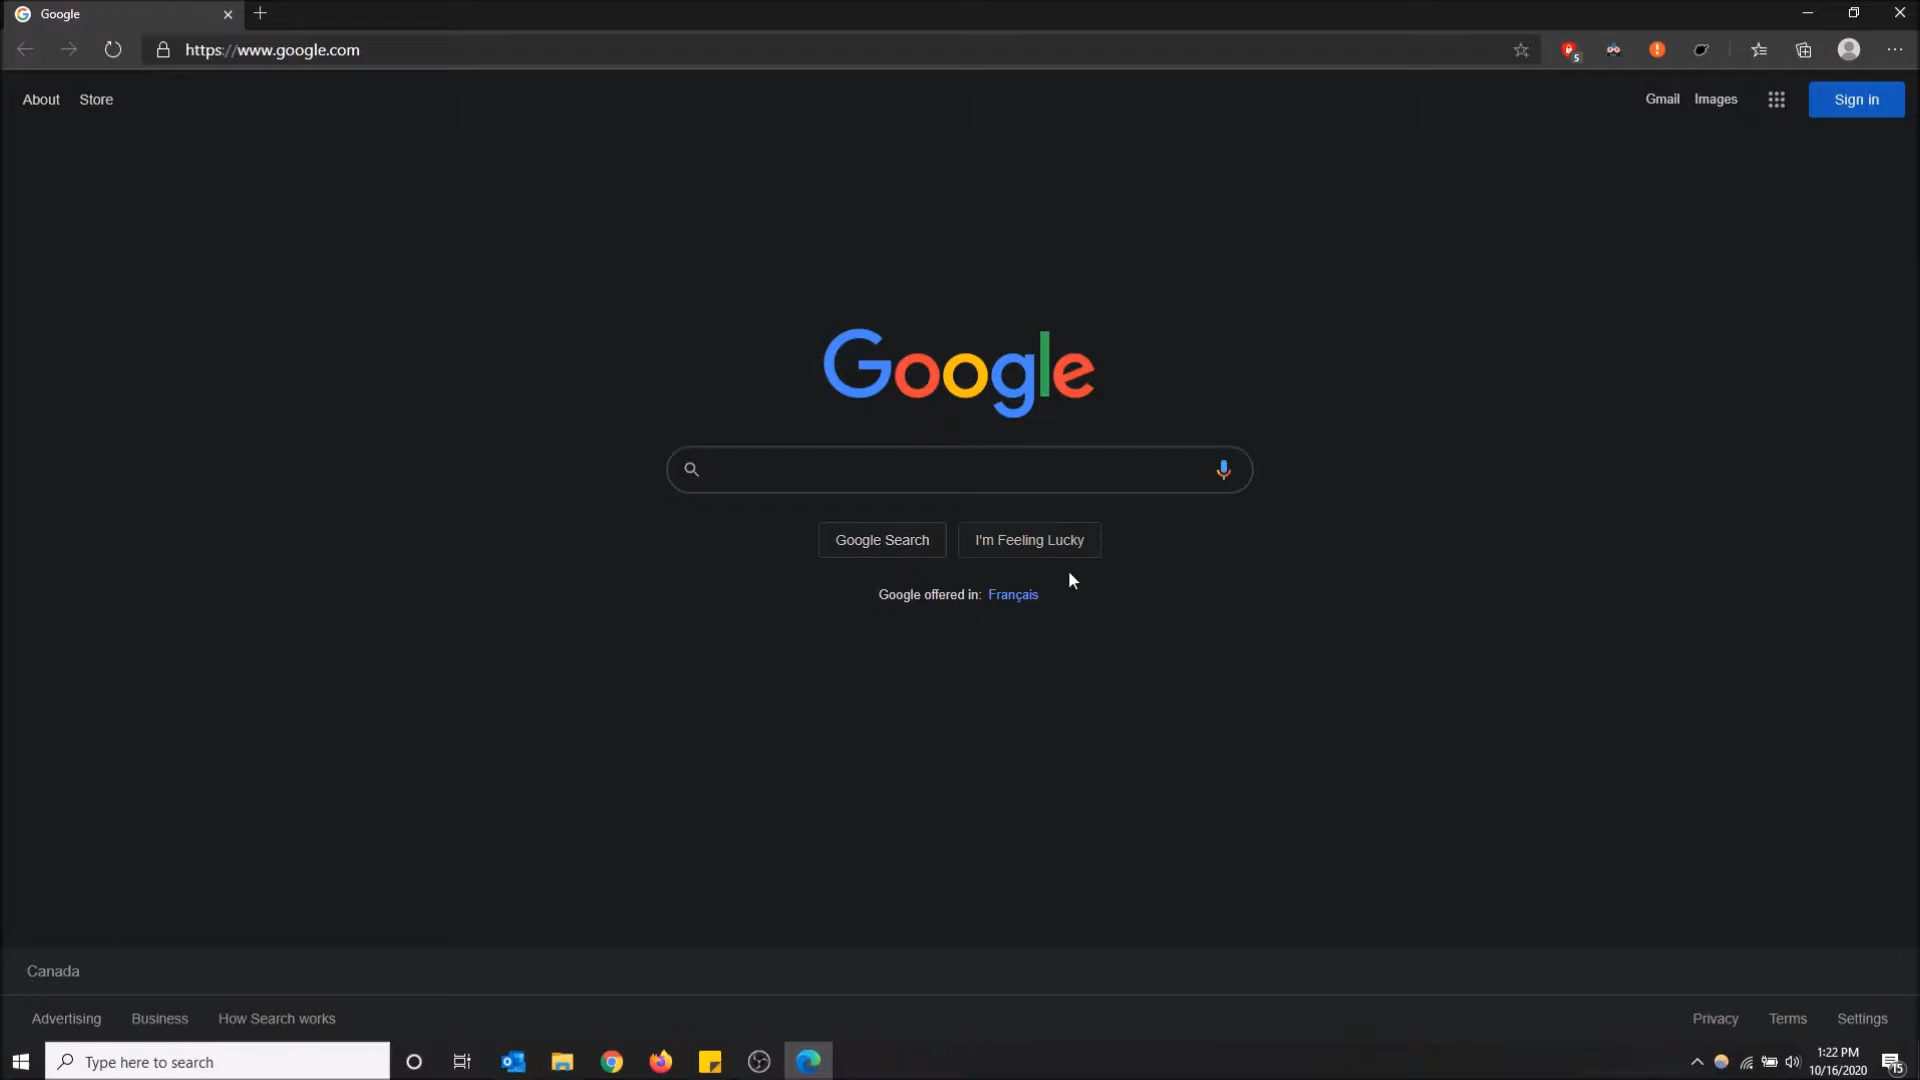 Google
https://www.google.com
5
About Store
Gmail Images Sign in
Google
Google Search I'm Feeling Lucky
Google offered in: Français
Canada
Advertising Business How Search works
Privacy Terms Settings
Type here to search
1:22 PM
10/16/2020
15